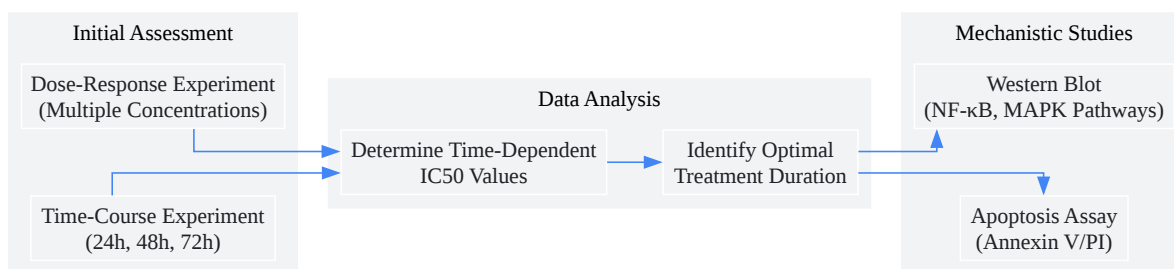 Initial Assessment
Dose-Response Experiment
(Multiple Concentrations)
Time-Course Experiment
(24h, 48h, 72h)
Data Analysis
Determine Time-Dependent
IC50 Values
Identify Optimal
Treatment Duration
Mechanistic Studies
Western Blot
(NF-κB, MAPK Pathways)
Apoptosis Assay
(Annexin V/PI)